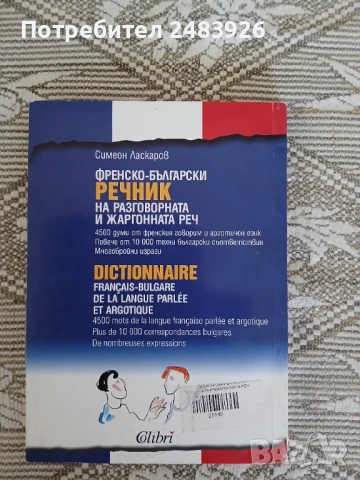 Потребител 2483926
Симеон Ласкаров
ФРЕНСКО-БЪЛГАРСКИ
РЕЧНИК
НА РАЗГОВОРНАТА
И ЖАРГОННАТА РЕЧ
4500 думи от френския говорим и арготичен език
Повече от 10 000 техни български съответствия
Многобройни изрази
DICTIONNAIRE
FRANÇAIS-BULGARE
DE LA LANGUE PARLÉE
ET ARGOTIQUE
4500 mots de la langue française parlée et argotique
Plus de 10 000 correspondances bulgares
De nombreuses expressions
Colibri
bazar